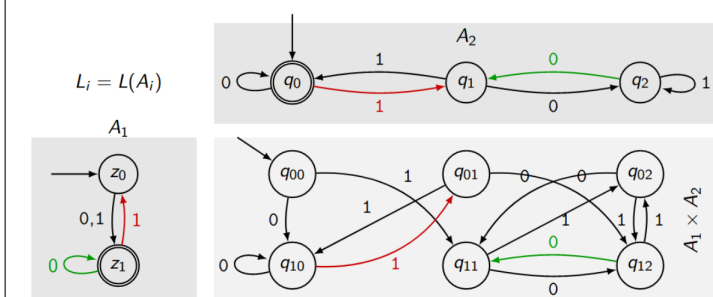 A₂
Lᵢ = L(Aᵢ)
0 q₀ 1 1 q₁ 0 0 q₂ 1
A₁
z₀
0,1 1
0 z₁
q₀₀ 1 q₀₁ 0 0 q₀₂
0 1 1 1 1
0 q₁₀ 1 q₁₁ 0 0 q₁₂
A₁ × A₂